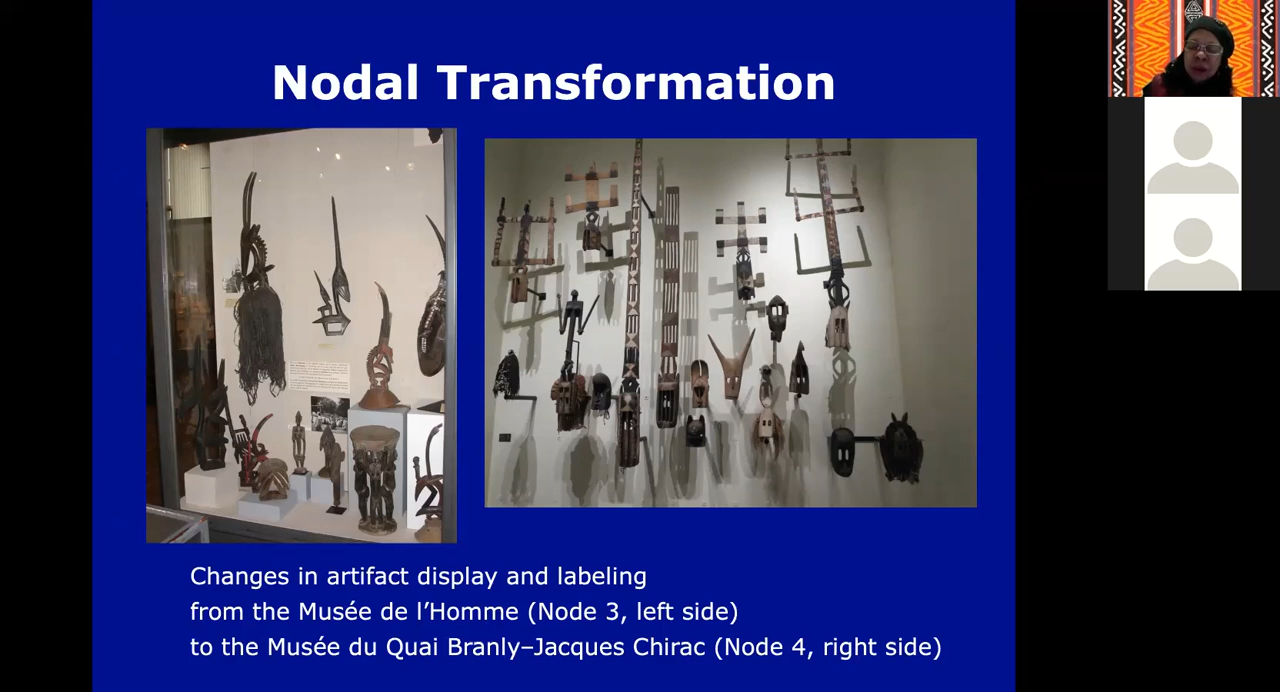 Nodal Transformation
Changes in artifact display and labeling
from the Musée de l’Homme (Node 3, left side)
to the Musée du Quai Branly–Jacques Chirac (Node 4, right side)